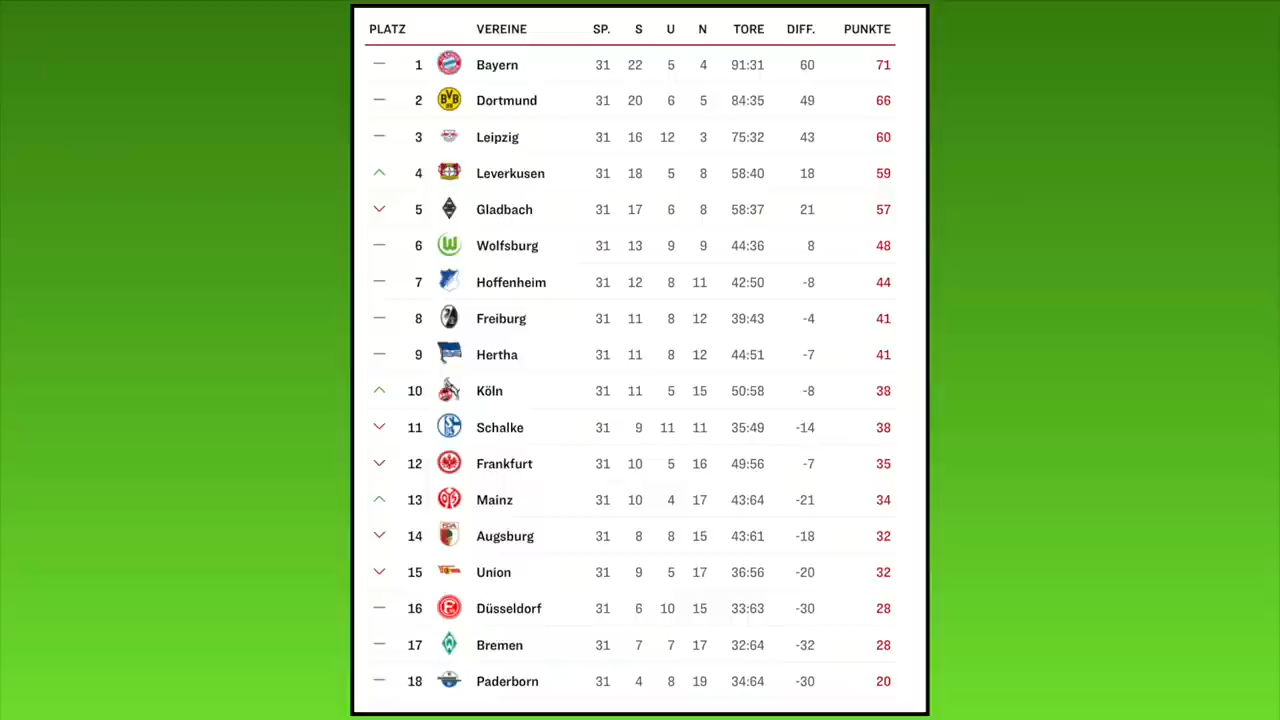 PLATZ VEREINE SP. S U N TORE DIFF. PUNKTE
1 Bayern 31 22 5 4 91:31 60 71
2 Dortmund 31 20 6 5 84:35 49 66
3 Leipzig 31 16 12 3 75:32 43 60
4 Leverkusen 31 18 5 8 58:40 18 59
5 Gladbach 31 17 6 8 58:37 21 57
6 Wolfsburg 31 13 9 9 44:36 8 48
7 Hoffenheim 31 12 8 11 42:50 -8 44
8 Freiburg 31 11 8 12 39:43 -4 41
9 Hertha 31 11 8 12 44:51 -7 41
10 Köln 31 11 5 15 50:58 -8 38
11 Schalke 31 9 11 11 35:49 -14 38
12 Frankfurt 31 10 5 16 49:56 -7 35
13 Mainz 31 10 4 17 43:64 -21 34
14 Augsburg 31 8 8 15 43:61 -18 32
15 Union 31 9 5 17 36:56 -20 32
16 Düsseldorf 31 6 10 15 33:63 -30 28
17 Bremen 31 7 7 17 32:64 -32 28
18 Paderborn 31 4 8 19 34:64 -30 20